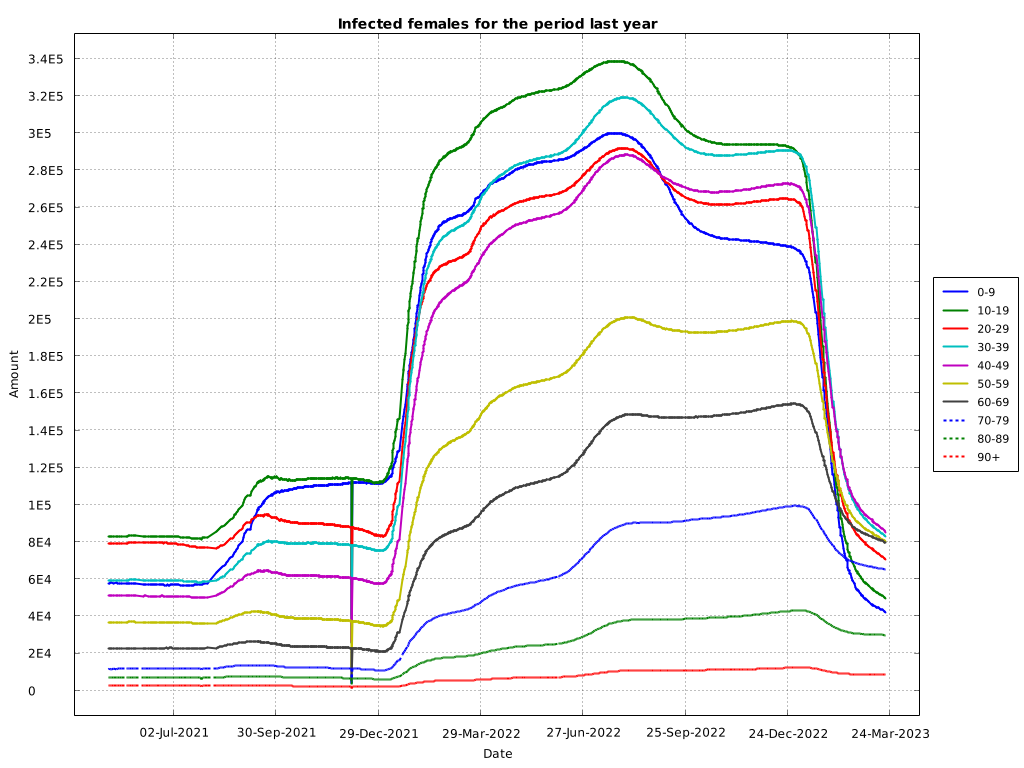 Infected females for the period last year
3.4E5
3.2E5
3E5
2.8E5
2.6E5
2.4E5
2.2E5
2E5
1.8E5
1.6E5
1.4E5
1.2E5
1E5
8E4
6E4
4E4
2E4
0
Amount
02-Jul-2021 30-Sep-2021 29-Dec-2021 29-Mar-2022 27-Jun-2022 25-Sep-2022 24-Dec-2022 24-Mar-2023
Date
0-9
10-19
20-29
30-39
40-49
50-59
60-69
70-79
80-89
90+